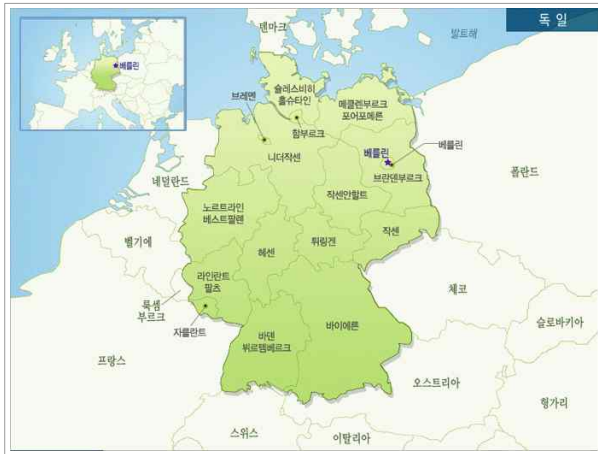 독일
베를린
덴마크
발트해
슐레스비히
홀슈타인
브레멘
메클렌부르크
포어포메른
함부르크
니더작센
베를린
베를린
네덜란드
브란덴부르크
폴란드
작센안할트
노르트라인
베스트팔렌
벨기에
헤센
튀링겐
작센
라인란트
팔츠
룩셈
부르크
체코
자를란트
바덴
뷔르템베르크
바이에른
슬로바키아
프랑스
오스트리아
헝가리
스위스
이탈리아